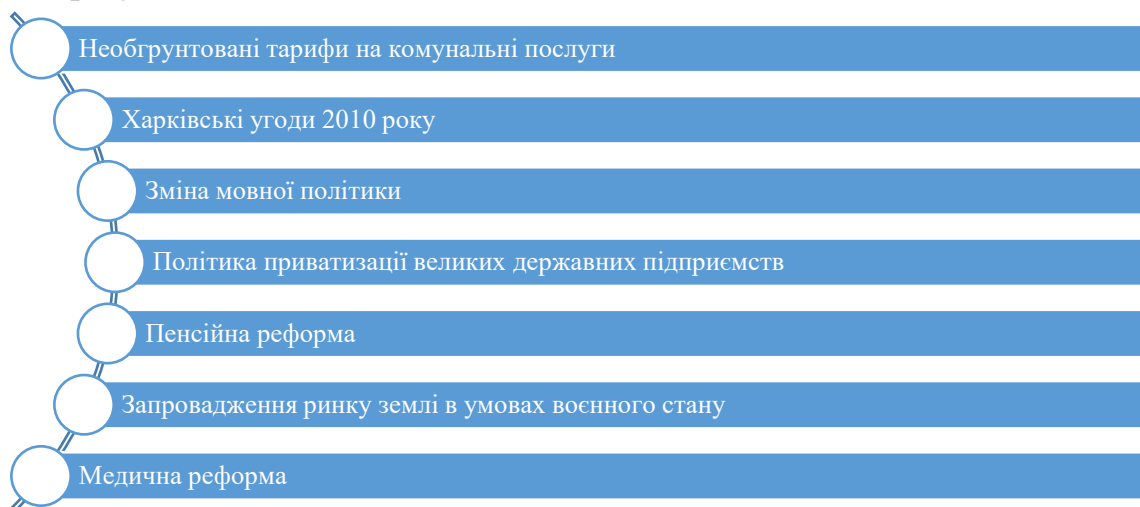 Необгрунтовані тарифи на комунальні послуги
Харківські угоди 2010 року
Зміна мовної політики
Політика приватизації великих державних підприємств
Пенсійна реформа
Запровадження ринку землі в умовах воєнного стану
Медична реформа